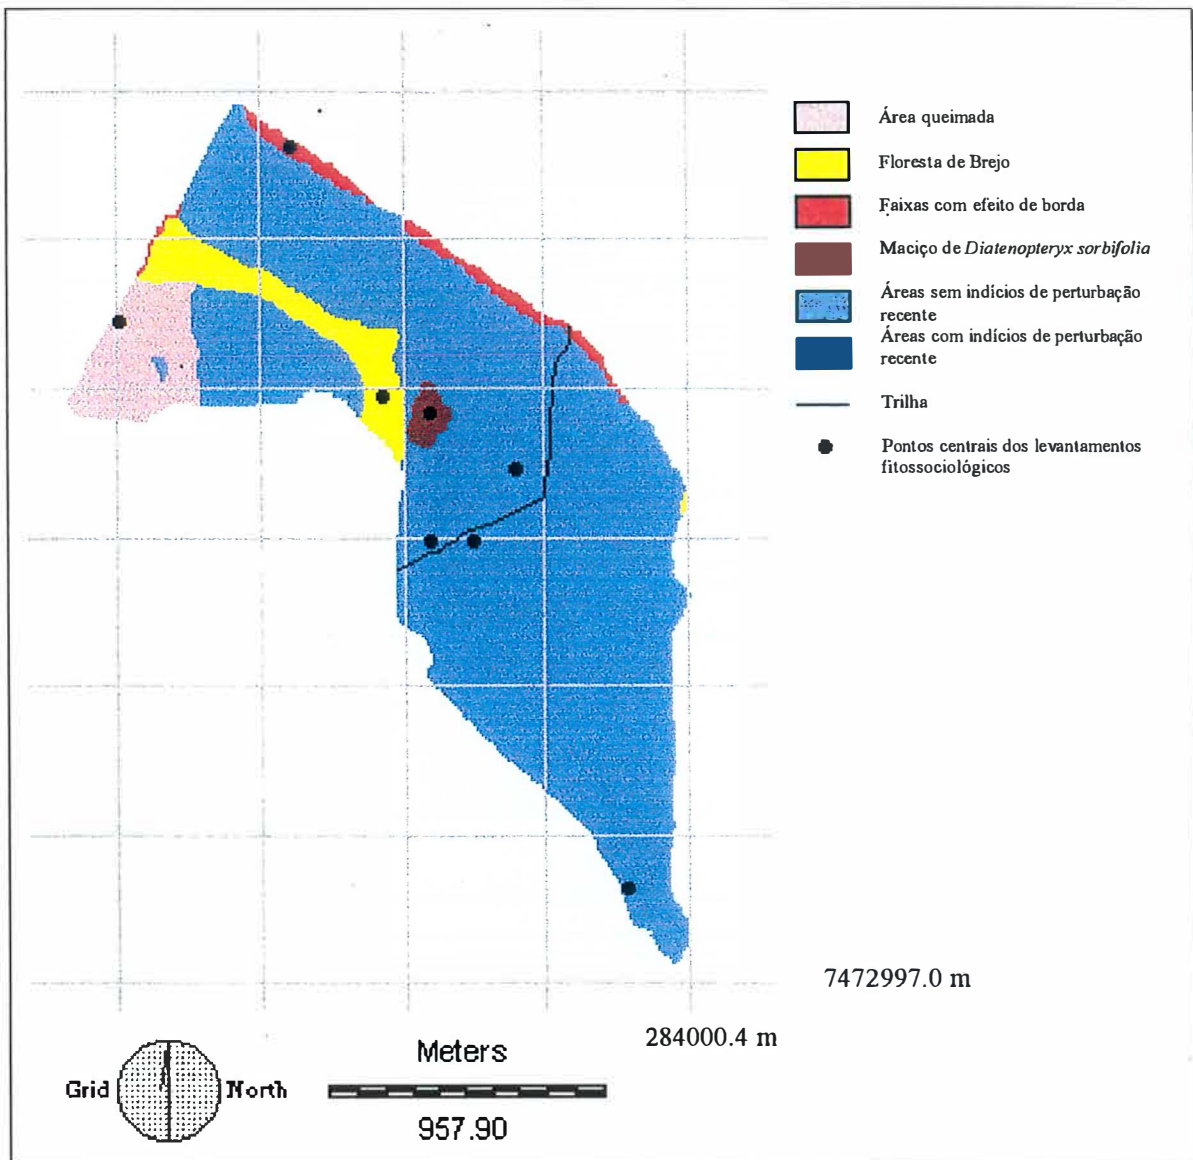 Área queimada
Floresta de Brejo
Faixas com efeito de borda
Maciço de Diatenopteryx sorbifolia
Áreas sem indícios de perturbação
recente
Áreas com indícios de perturbação
recente
Trilha
Pontos centrais dos levantamentos
fitossociológicos
7472997.0 m
284000.4 m
Meters
Grid North
957.90